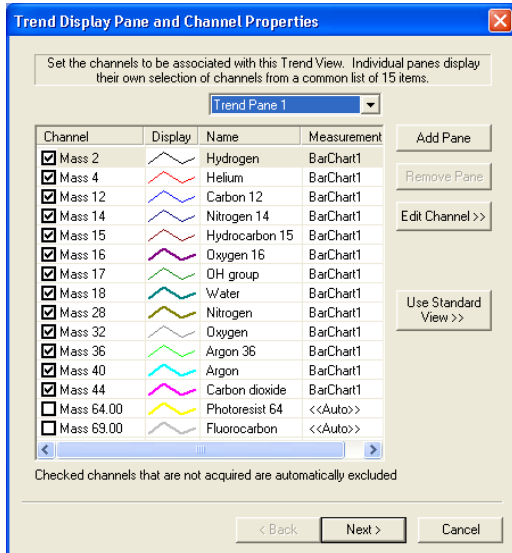 Trend Display Pane and Channel Properties
Set the channels to be associated with this Trend View. Individual panes display
their own selection of channels from a common list of 15 items.
Trend Pane 1
Channel Display Name Measurement
Mass 2 Hydrogen BarChart1
Mass 4 Helium BarChart1
Mass 12 Carbon 12 BarChart1
Mass 14 Nitrogen 14 BarChart1
Mass 15 Hydrocarbon 15 BarChart1
Mass 16 Oxygen 16 BarChart1
Mass 17 OH group BarChart1
Mass 18 Water BarChart1
Mass 28 Nitrogen BarChart1
Mass 32 Oxygen BarChart1
Mass 36 Argon 36 BarChart1
Mass 40 Argon BarChart1
Mass 44 Carbon dioxide BarChart1
Mass 64.00 Photoresist 64 <<Auto>>
Mass 69.00 Fluorocarbon <<Auto>>
Add Pane
Remove Pane
Edit Channel >>
Use Standard
View >>
Checked channels that are not acquired are automatically excluded
< Back
Next >
Cancel